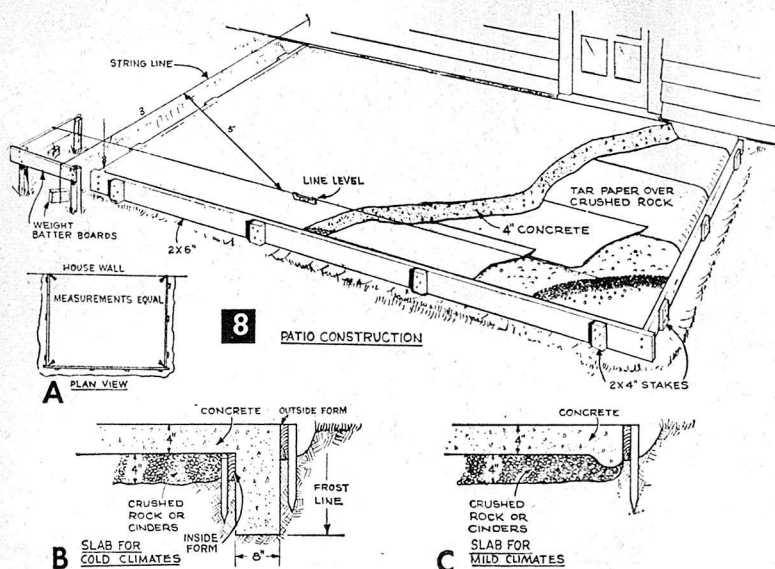 STRING LINE
3
5'
LINE LEVEL
TAR PAPER OVER
CRUSHED ROCK
4" CONCRETE
WEIGHT
BATTER BOARDS
2X6"
HOUSE WALL
MEASUREMENTS EQUAL
A PLAN VIEW
8 PATIO CONSTRUCTION
2X4" STAKES
CONCRETE
OUTSIDE FORM
4"
4"
CRUSHED
ROCK OR
CINDERS
INSIDE
FORM
FROST
LINE
8"
B SLAB FOR
COLD CLIMATES
CONCRETE
4"
4"
CRUSHED
ROCK OR
CINDERS
C SLAB FOR
MILD CLIMATES